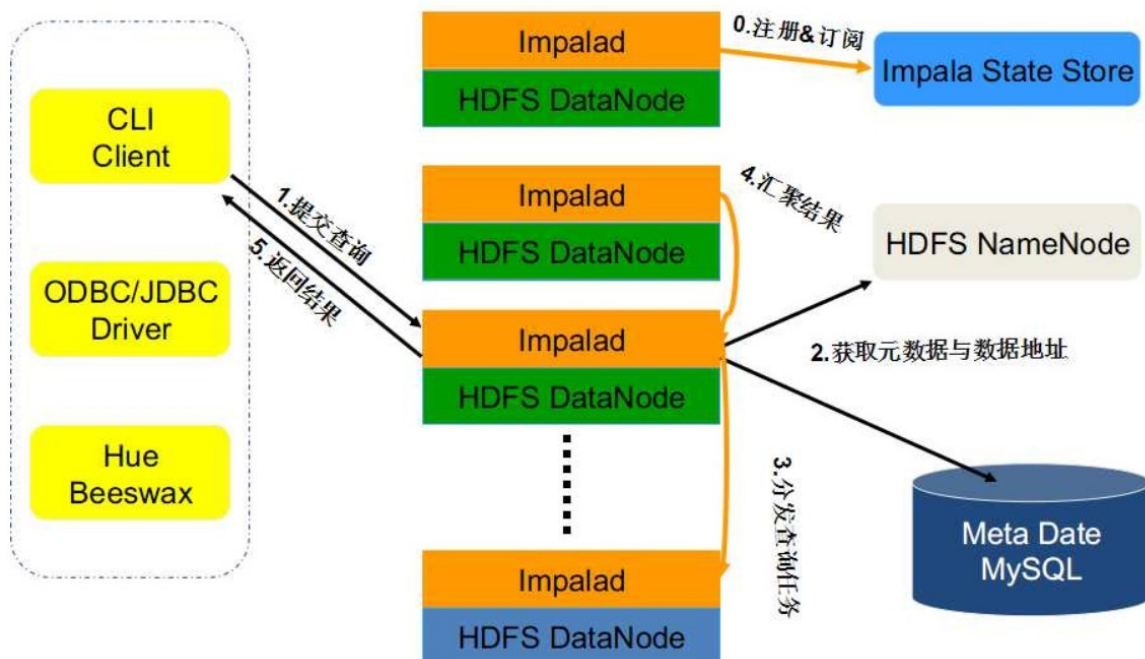 CLI
Client
ODBC/JDBC
Driver
Hue
Beeswax
1.提交查询
5.返回结果
Impalad
HDFS DataNode
Impalad
HDFS DataNode
Impalad
HDFS DataNode
Impalad
HDFS DataNode
0.注册&订阅
Impala State Store
4.汇聚结果
HDFS NameNode
2.获取元数据与数据地址
3.分发查询任务
Meta Date
MySQL